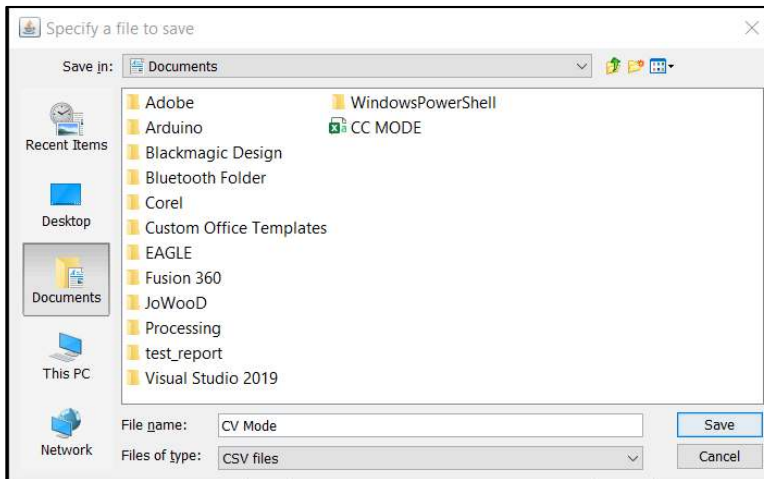 Specify a file to save
Save in: Documents
Recent Items
Desktop
Documents
This PC
Network
Adobe
Arduino
Blackmagic Design
Bluetooth Folder
Corel
Custom Office Templates
EAGLE
Fusion 360
JoWooD
Processing
test_report
Visual Studio 2019
WindowsPowerShell
CC MODE
File name: CV Mode
Save
Files of type: CSV files
Cancel